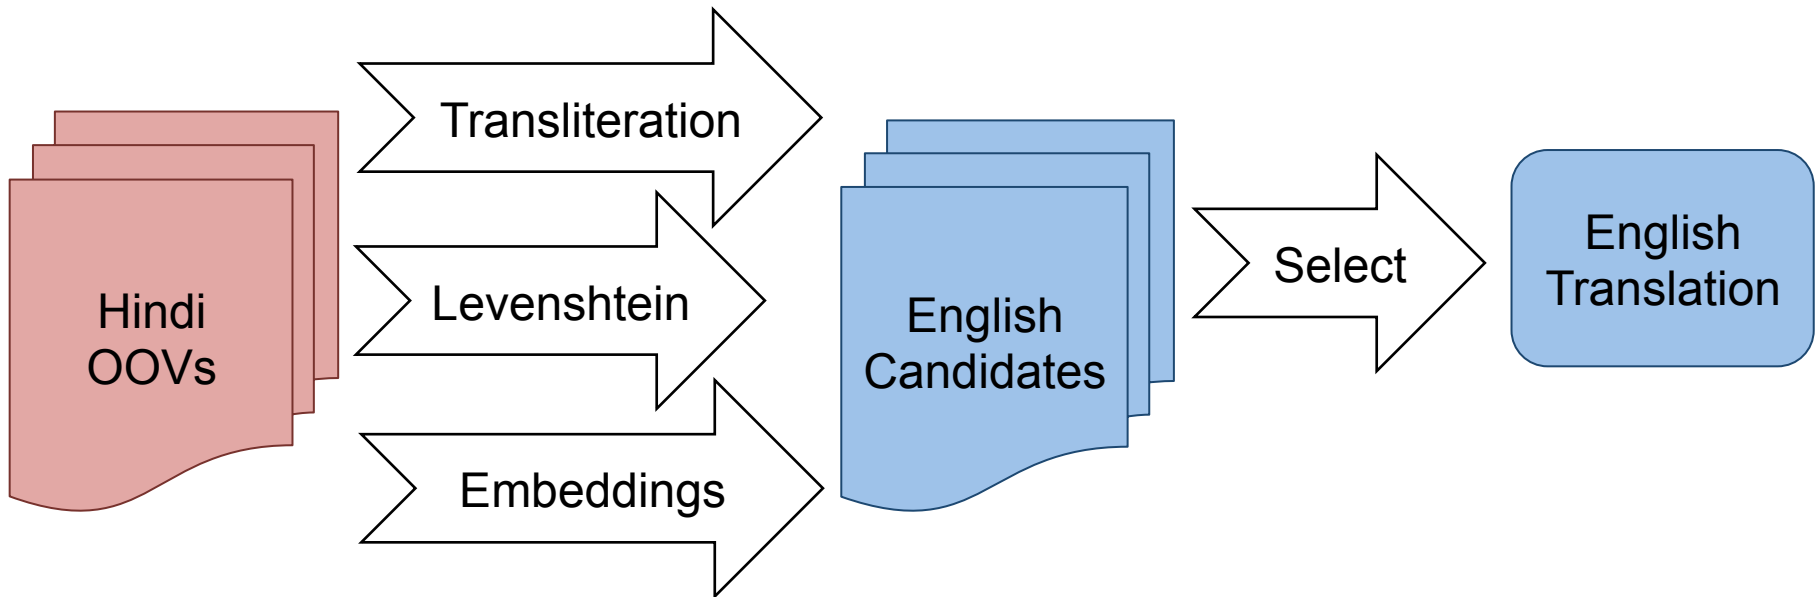 Hindi
OOVs
Transliteration
Levenshtein
Embeddings
English
Candidates
Select
English
Translation